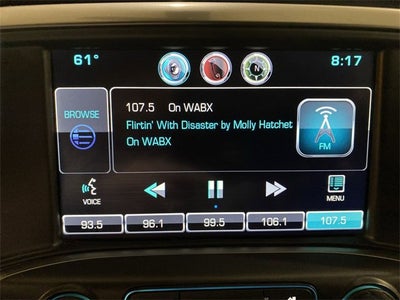 61°
8:17
N
107.5 On WABX
BROWSE
Flirtin' With Disaster by Molly Hatchet
On WABX
FM
VOICE
MENU
93.5 96.1 99.5 106.1 107.5